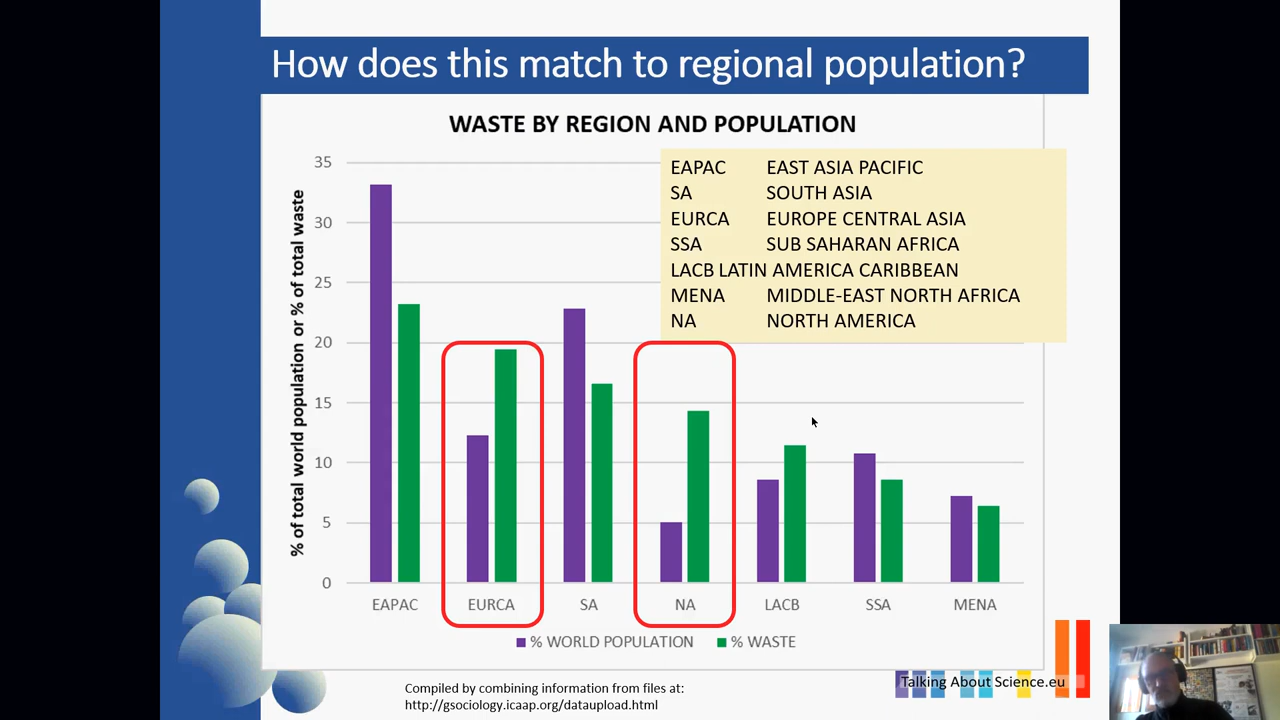 How does this match to regional population?
WASTE BY REGION AND POPULATION
% of total world population or % of total waste
35
30
25
20
15
10
5
0
EAPAC EAST ASIA PACIFIC
SA SOUTH ASIA
EURCA EUROPE CENTRAL ASIA
SSA SUB SAHARAN AFRICA
LACB LATIN AMERICA CARIBBEAN
MENA MIDDLE-EAST NORTH AFRICA
NA NORTH AMERICA
EAPAC EURCA SA NA LACB SSA MENA
% WORLD POPULATION % WASTE
Compiled by combining information from files at:
http://gsociology.icaap.org/dataupload.html
Talking About Science.eu